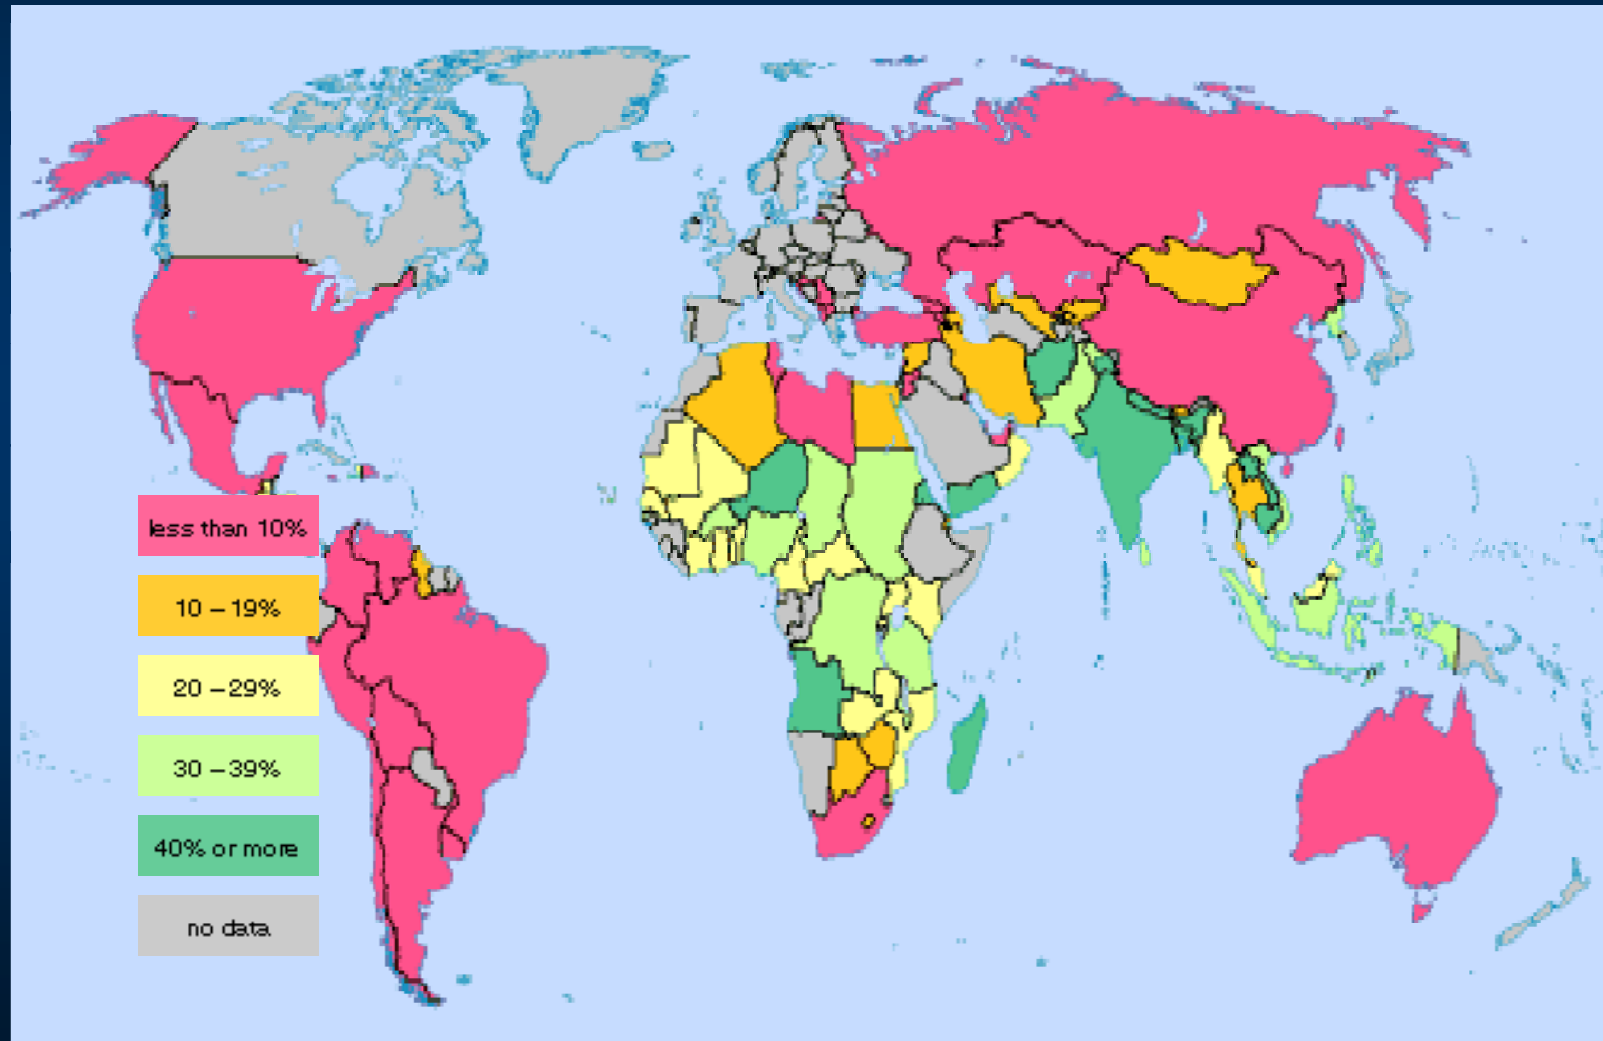 less than 10%
10 – 19%
20 – 29%
30 – 39%
40% or more
no data